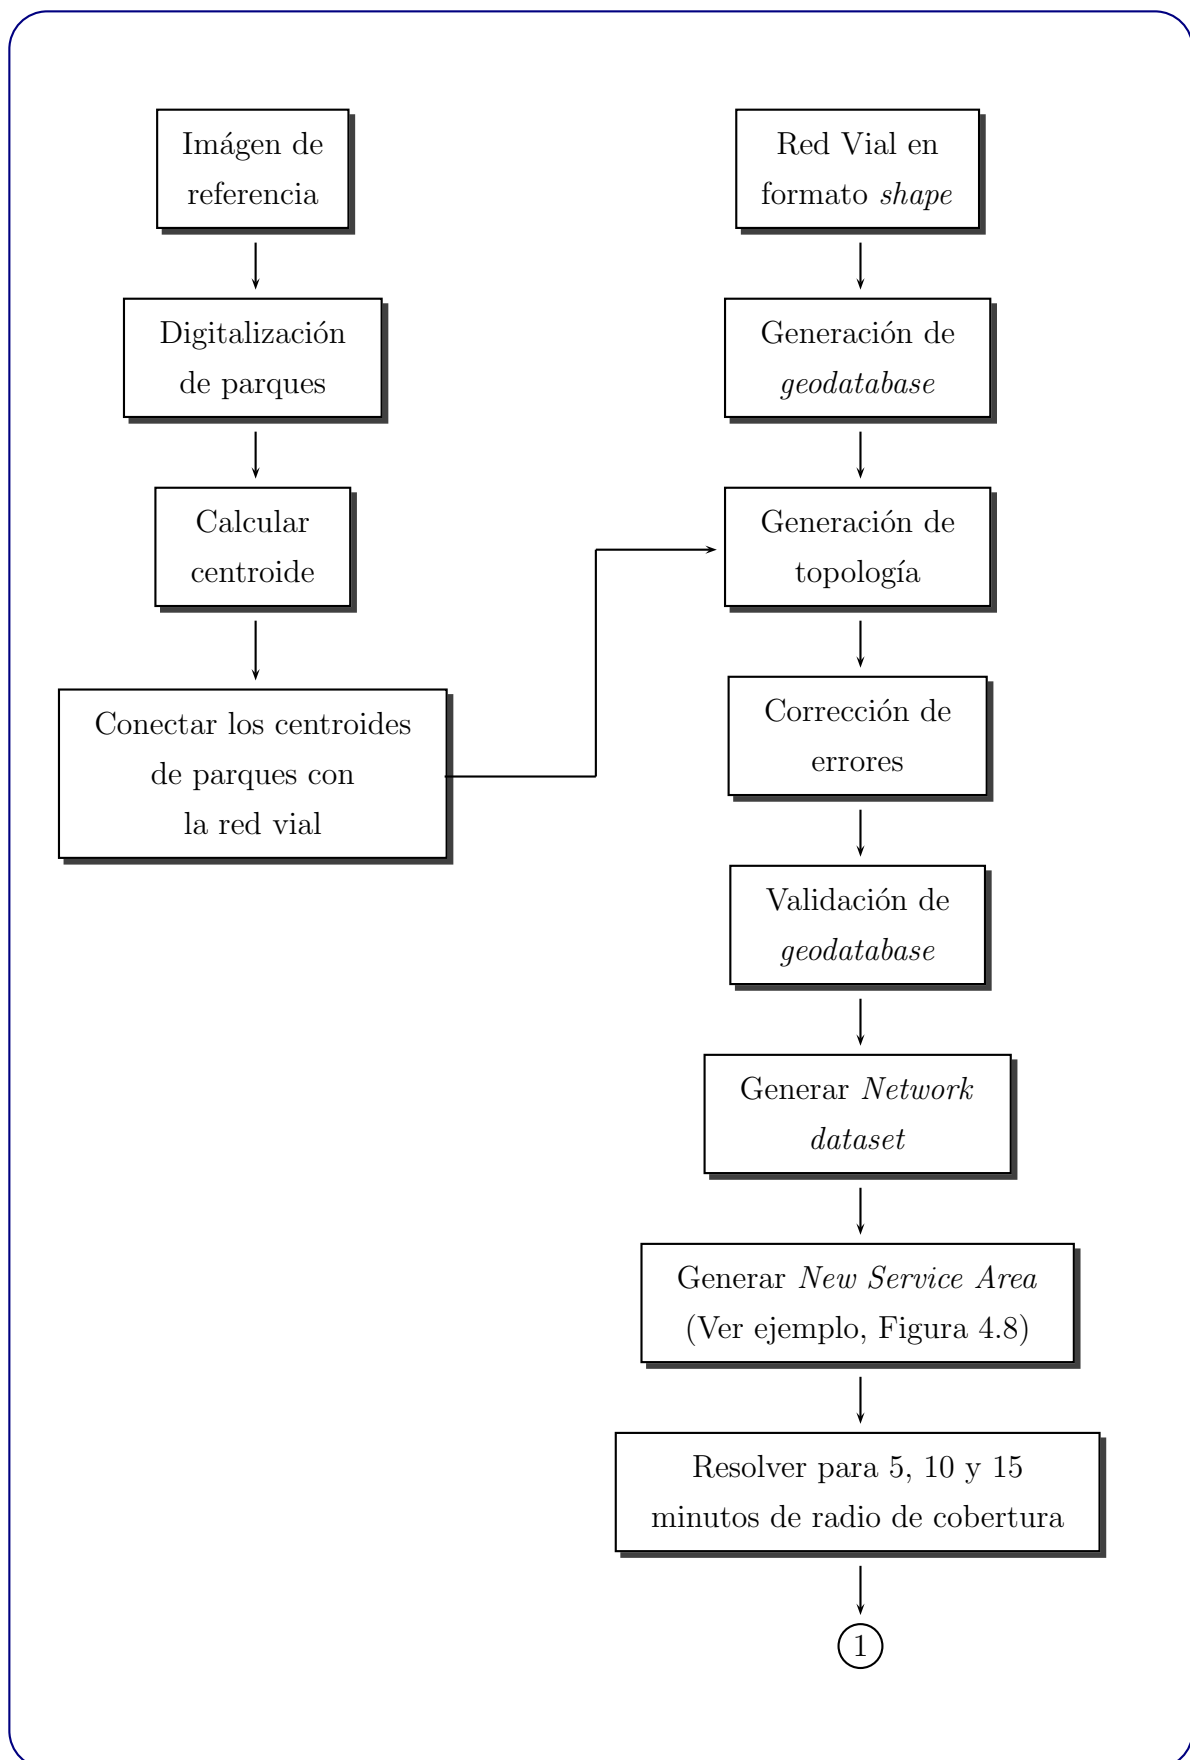 Imágen de
referencia
Digitalización
de parques
Calcular
centroide
Conectar los centroides
de parques con
la red vial
Red Vial en
formato shape
Generación de
geodatabase
Generación de
topología
Corrección de
errores
Validación de
geodatabase
Generar Network
dataset
Generar New Service Area
(Ver ejemplo, Figura 4.8)
Resolver para 5, 10 y 15
minutos de radio de cobertura
1